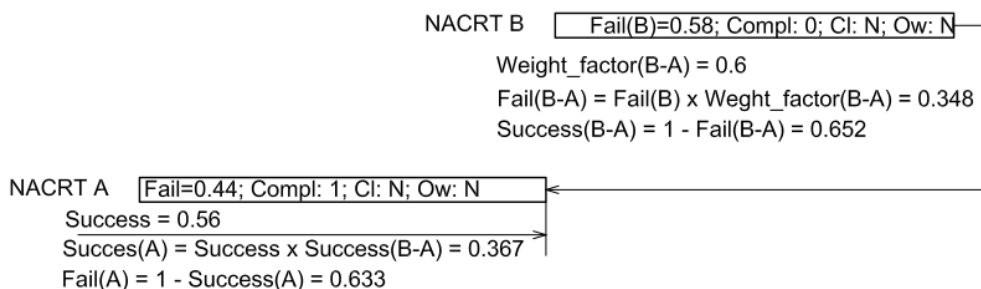 NACRT B Fail(B)=0.58; Compl: 0; Cl: N; Ow: N
Weight_factor(B-A) = 0.6
Fail(B-A) = Fail(B) x Weght_factor(B-A) = 0.348
Success(B-A) = 1 - Fail(B-A) = 0.652
NACRT A Fail=0.44; Compl: 1; Cl: N; Ow: N
Success = 0.56
Succes(A) = Success x Success(B-A) = 0.367
Fail(A) = 1 - Success(A) = 0.633